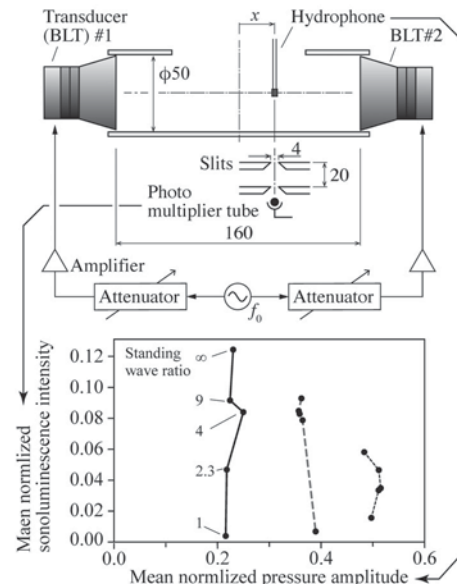 Transducer
(BLT) #1
x
Hydrophone
BLT#2
ϕ50
4
Slits
20
Photo
multiplier tube
160
Amplifier
Attenuator
f₀
Attenuator
Maen normlized
sonoluminescence intensity
0.12
0.10
0.08
0.06
0.04
0.02
0.00
Standing
wave ratio
∞
9
4
2.3
1
0.0
0.2
0.4
0.6
Mean normlized pressure amplitude